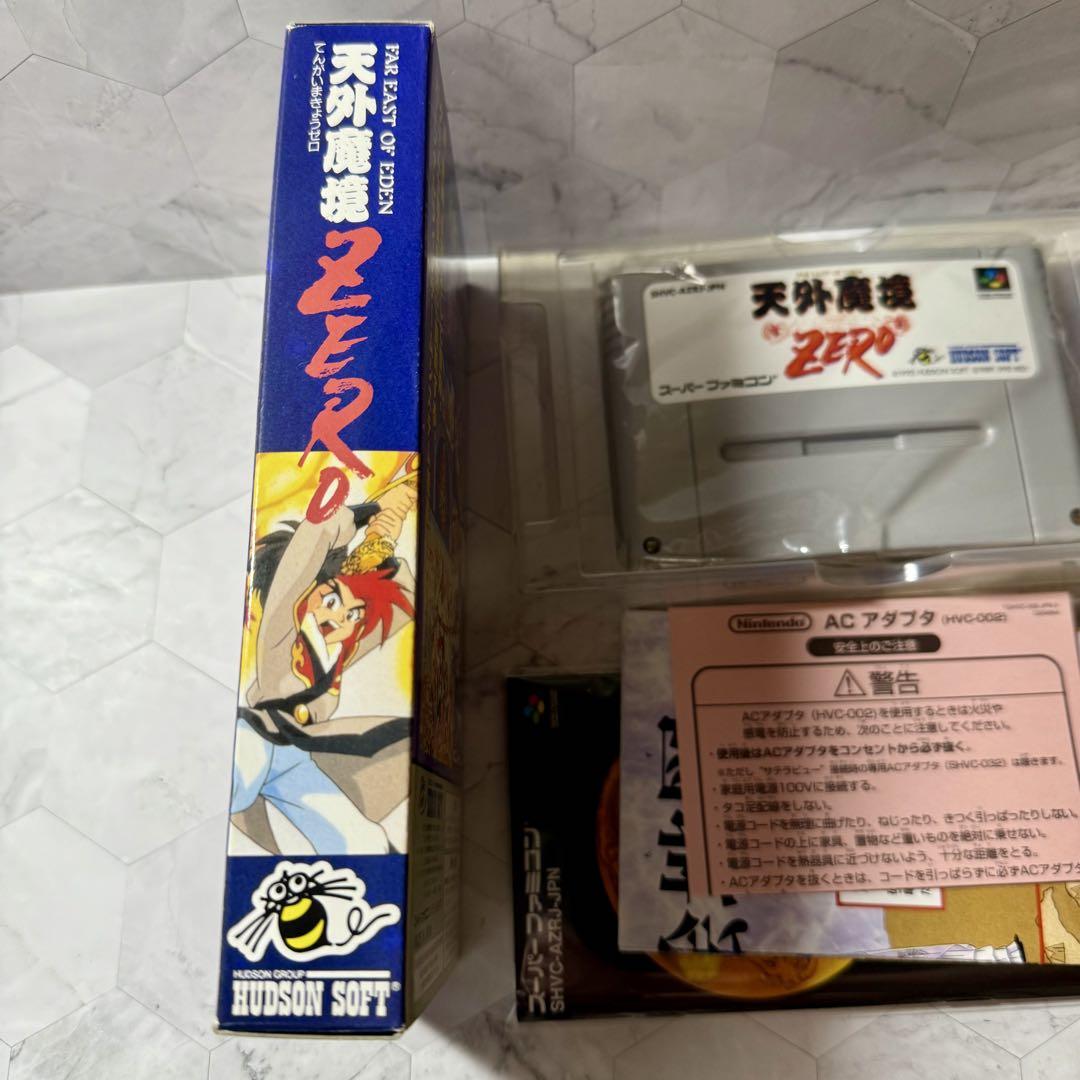 FAR EAST OF EDEN
天外魔境
てんがいまきょうゼロ
ZERO
HUDSON GROUP
HUDSON SOFT®
SHVC-AZRJ-JPN
天外魔境
ZERO
スーパーファミコン
HUDSON SOFT
Nintendo ACアダプタ (HVC-002)
安全上のご注意
警告
ACアダプタ (HVC-002)を使用するときは火災や
感電を防止するため、次のことに注意してください。
・使用後はACアダプタをコンセントから必ず抜く。
※ただし“サテラビュー”接続時の専用ACアダプタ(SHVC-032)は除きます。
・家庭用電源100Vに接続する。
・タコ足配線をしない。
・電源コードを無理に曲げたり、ねじったり、きつく引っぱったりしない。
・電源コードの上に家具、置物など重いものを絶対に乗せない。
・電源コードを熱器具に近づけないよう、十分な距離をとる。
・ACアダプタを抜くときは、コードを引っぱらずに必ずACアダプタ
スーパーファミコン
SHVC-AZRJ-JPN